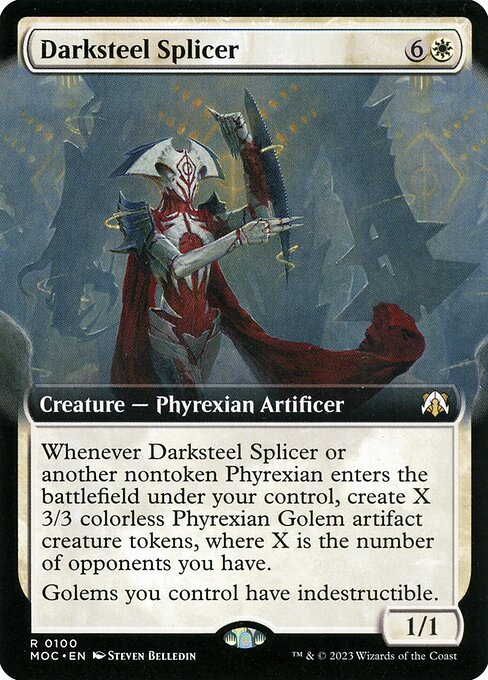 Darksteel Splicer 6
Creature — Phyrexian Artificer
Whenever Darksteel Splicer or
another nontoken Phyrexian enters the
battlefield under your control, create X
3/3 colorless Phyrexian Golem artifact
creature tokens, where X is the number
of opponents you have.
Golems you control have indestructible.
1/1
R 0100
MOC • EN STEVEN BELLEDIN
™ & © 2023 Wizards of the Coast